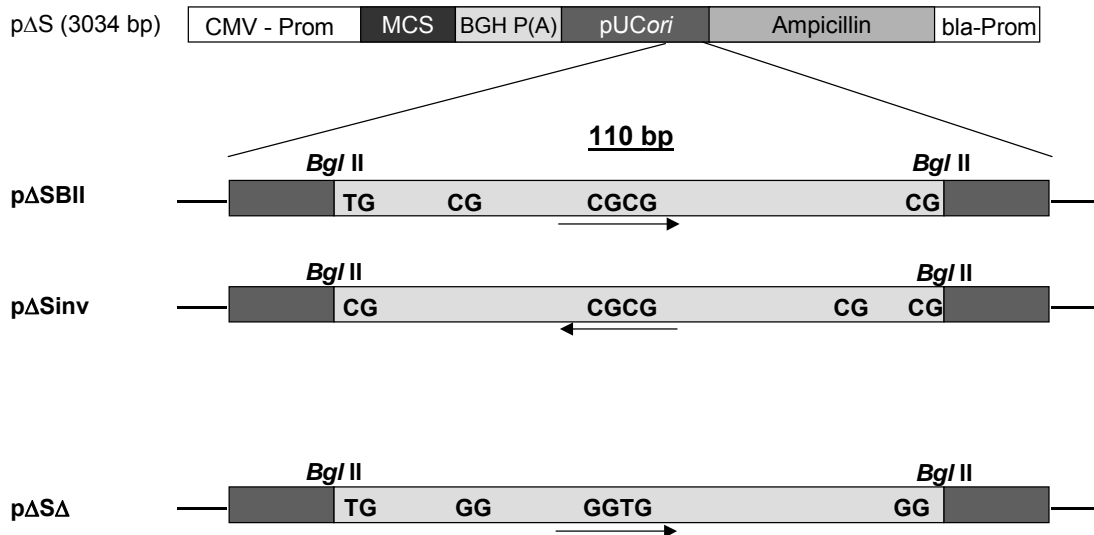 pΔS (3034 bp) CMV - Prom MCS BGH P(A) pUCori Ampicillin bla-Prom
110 bp
Bgl II Bgl II
pΔSBII TG CG CGCG CG
Bgl II Bgl II
pΔSinv CG CGCG CG CG
Bgl II Bgl II
pΔSΔ TG GG GGTG GG